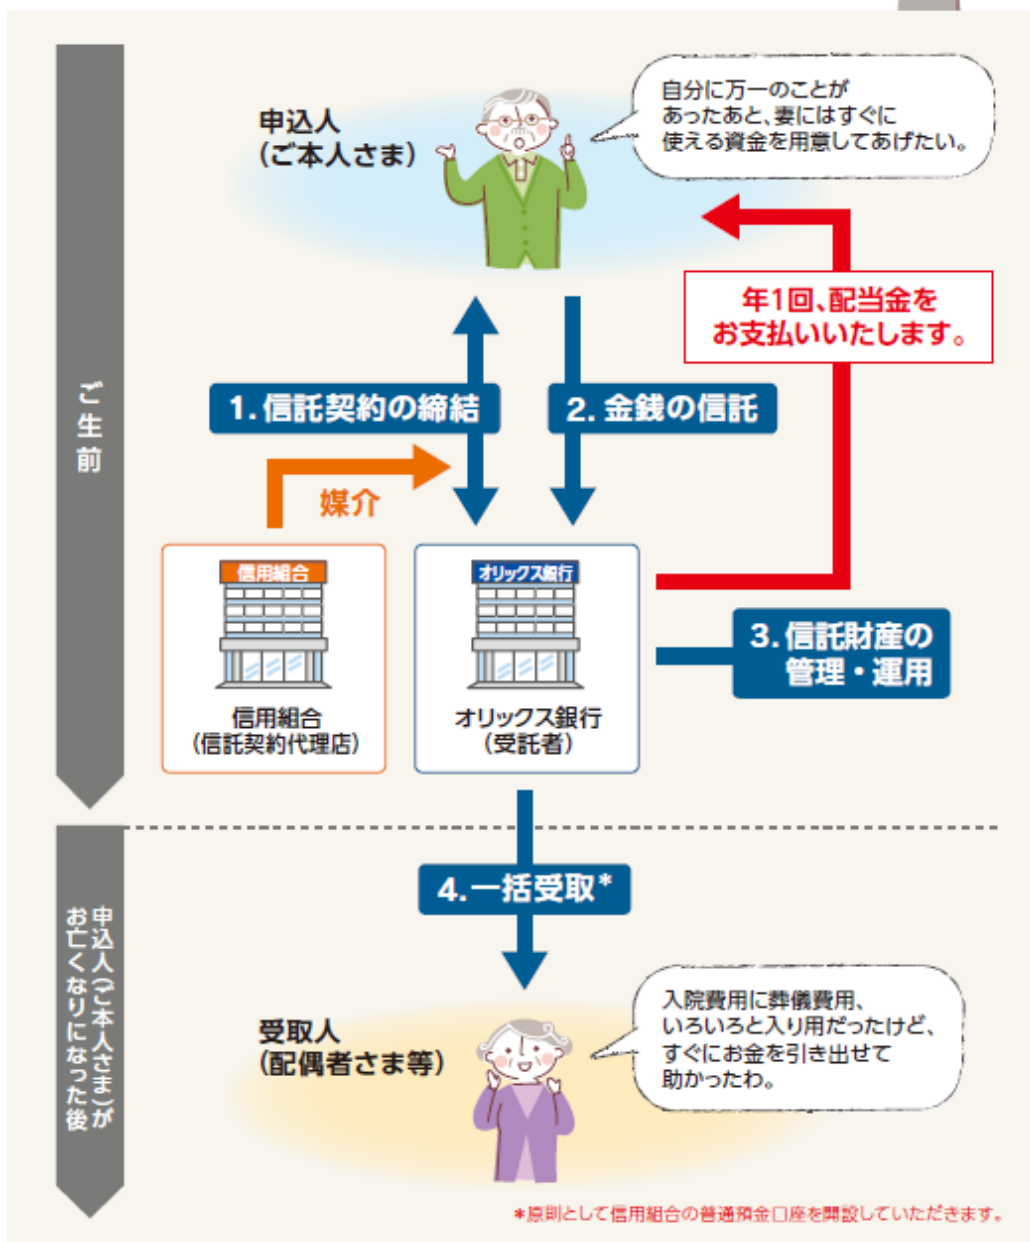 ご生前
申込人
(ご本人さま)
自分に万一のことが
あったあと、妻にはすぐに
使える資金を用意してあげたい。
年1回、配当金を
お支払いいたします。
1.信託契約の締結
2.金銭の信託
媒介
信用組合
信用組合
(信託契約代理店)
オリックス銀行
オリックス銀行
(受託者)
3.信託財産の
管理・運用
申込人(ご本人さま)が
お亡くなりになった後
4.一括受取*
受取人
(配偶者さま等)
入院費用に葬儀費用、
いろいろと入り用だったけど、
すぐにお金を引き出せて
助かったわ。
*原則として信用組合の普通預金口座を開設していただきます。